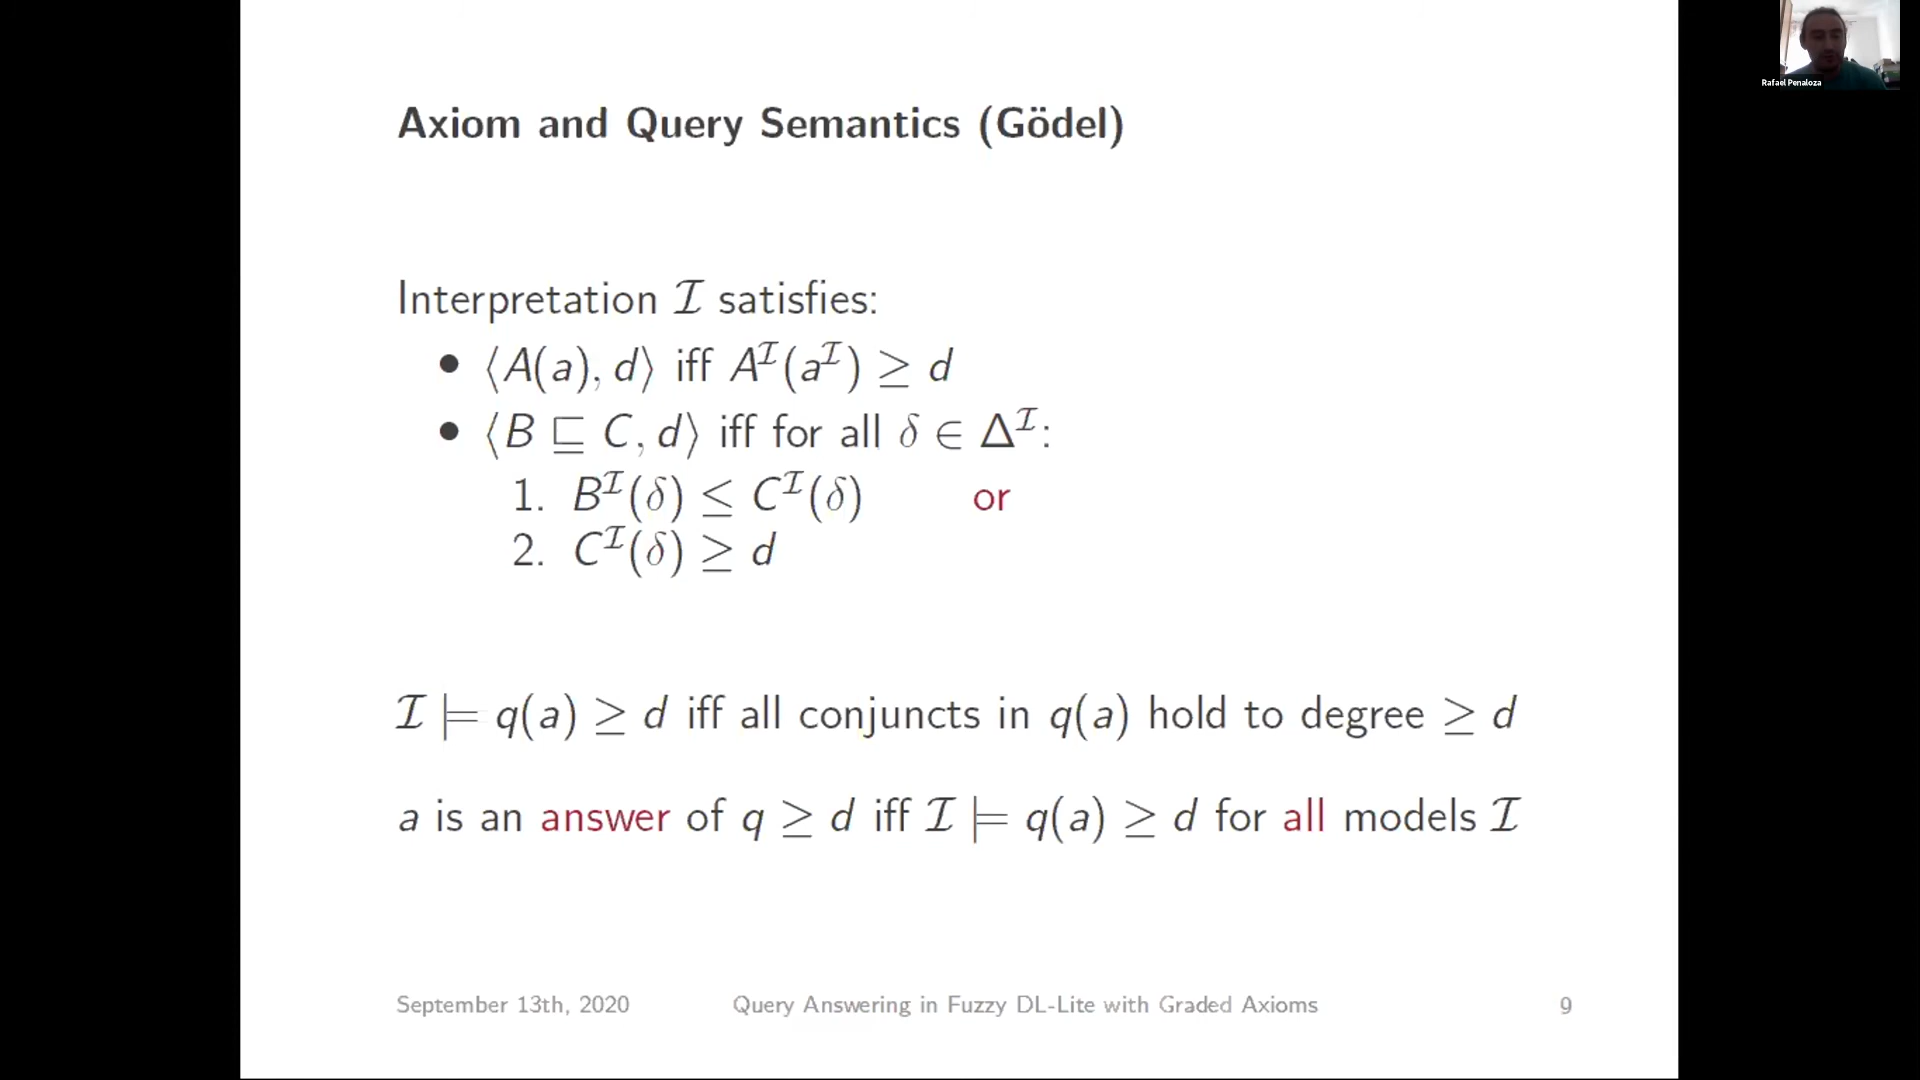 Rafael Penaloza
Axiom and Query Semantics (Gödel)
Interpretation ℐ satisfies:
• ⟨A(a), d⟩ iff A^ℐ(a^ℐ) ≥ d
• ⟨B ⊑ C, d⟩ iff for all δ ∈ Δ^ℐ:
1. B^ℐ(δ) ≤ C^ℐ(δ) or
2. C^ℐ(δ) ≥ d
ℐ ⊨ q(a) ≥ d iff all conjuncts in q(a) hold to degree ≥ d
a is an answer of q ≥ d iff ℐ ⊨ q(a) ≥ d for all models ℐ
September 13th, 2020 Query Answering in Fuzzy DL-Lite with Graded Axioms 9